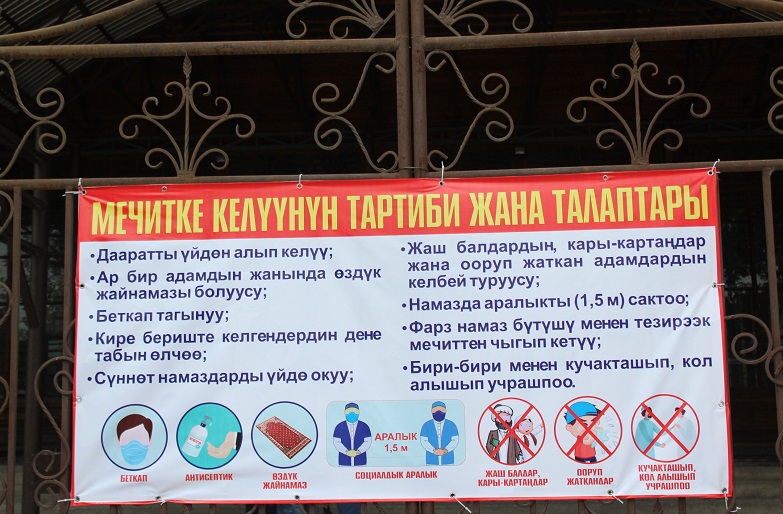 МЕЧИТКЕ КЕЛҮҮНҮН ТАРТИБИ ЖАНА ТАЛАПТАРЫ
• Дааратты үйдөн алып келүү;
• Ар бир адамдын жанында өздүк
жайнамазы болуусу;
• Беткап тагынуу;
• Кире бериште келгендердин дене
табын өлчөө;
• Сүннөт намаздарды үйдө окуу;
• Жаш балдардын, кары-картаңдар
жана ооруп жаткан адамдардын
келбей туруусу;
• Намазда аралыкты (1,5 м) сактоо;
• Фарз намаз бүтүшү менен тезирээк
мечиттен чыгып кетүү;
• Бири-бири менен кучакташып, кол
алышып учрашпоо.
БЕТКАП
АНТИСЕПТИК
ӨЗДҮК
ЖАЙНАМАЗ
АРАЛЫК
1,5 м
СОЦИАЛДЫК АРАЛЫК
ЖАШ БАЛДАР,
КАРЫ-КАРТАҢДАР
ООРУП
ЖАТКАНДАР
КУЧАКТАШЫП,
КОЛ АЛЫШЫП
УЧРАШПОО